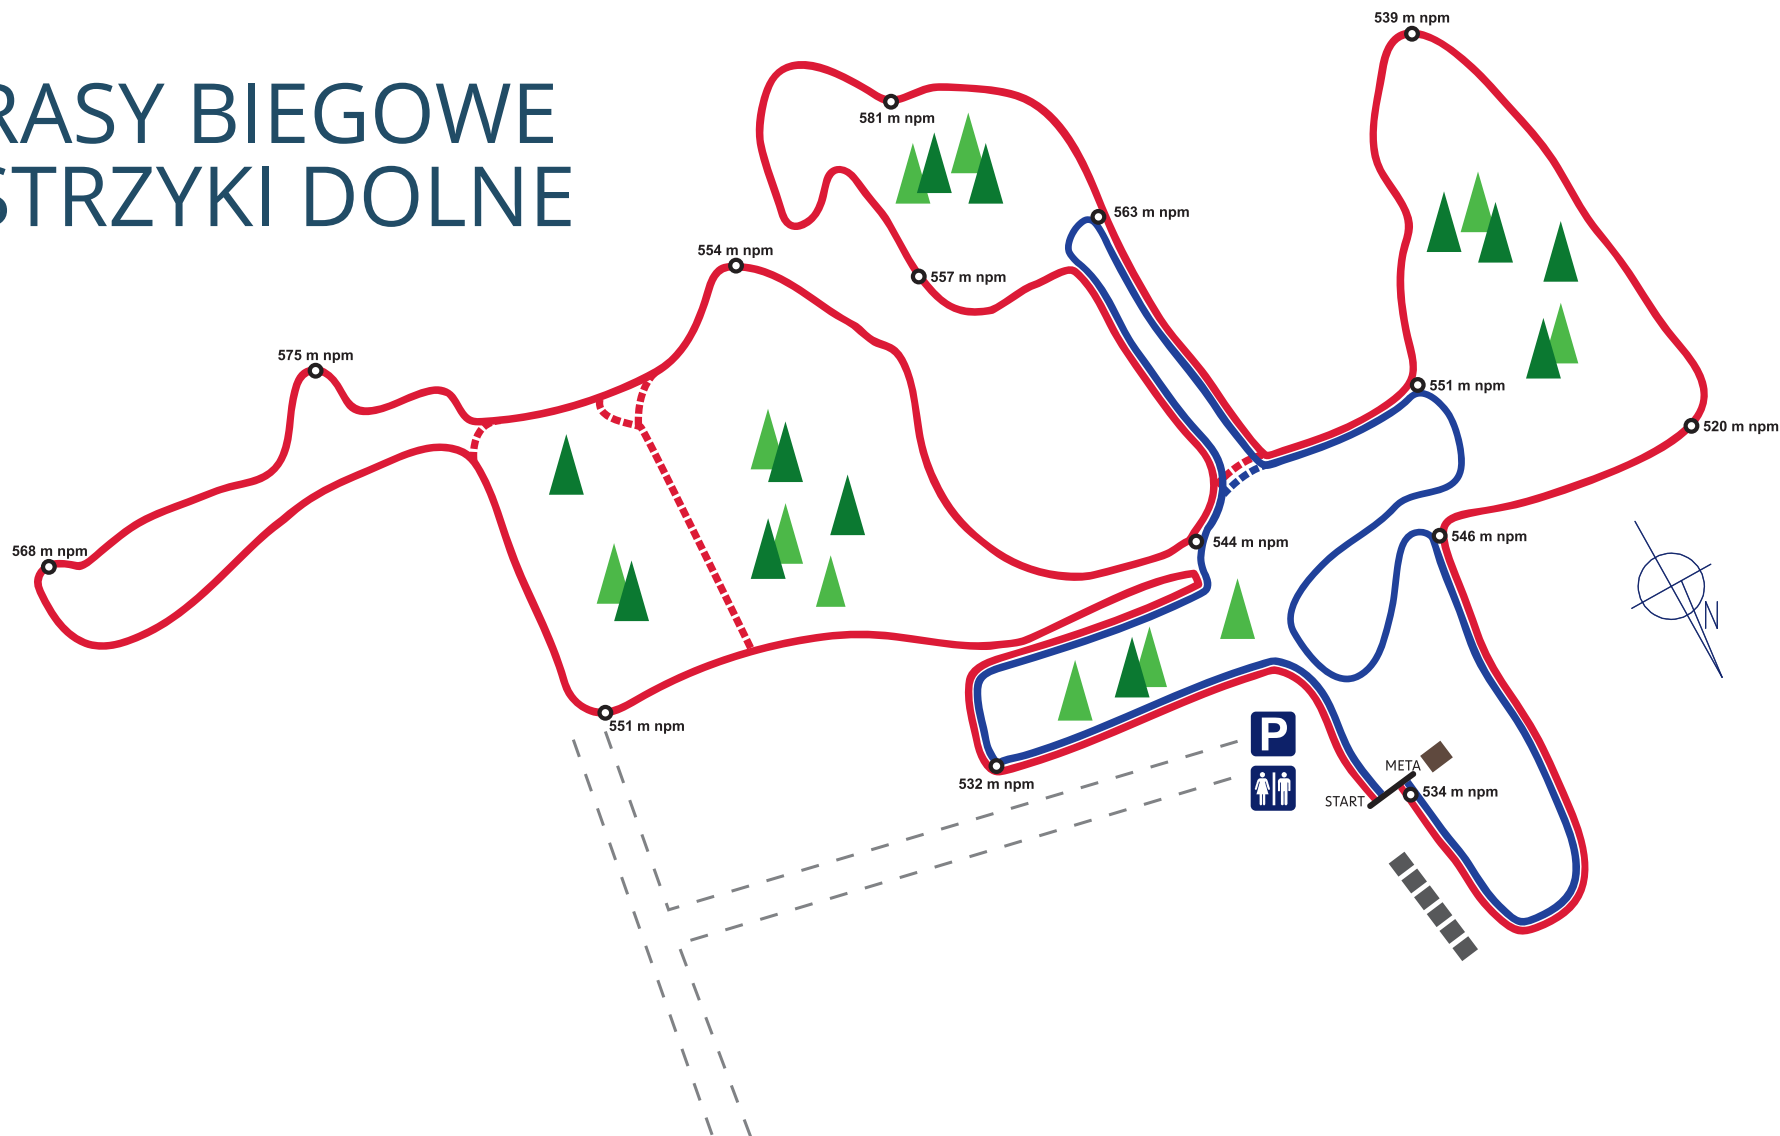 RASY BIEGOWE
STRZYKI DOLNE
539 m npm
581 m npm
563 m npm
554 m npm
557 m npm
575 m npm
551 m npm
520 m npm
546 m npm
544 m npm
568 m npm
N
551 m npm
P
META
532 m npm
534 m npm
START